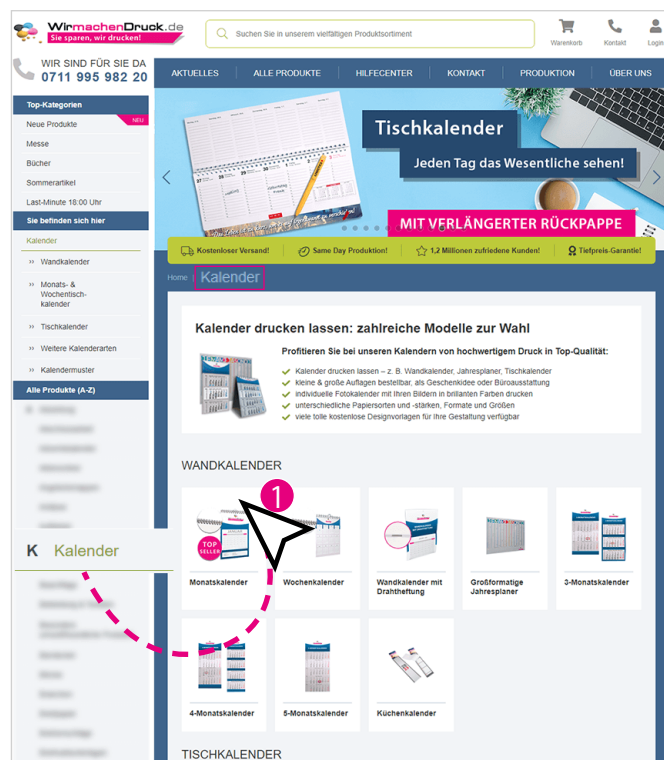 WirmachenDruck.de
Sie sparen, wir drucken!
Suchen Sie in unserem vielfältigen Produktsortiment
Warenkorb
Kontakt
Login
WIR SIND FÜR SIE DA
0711 995 982 20
AKTUELLES
ALLE PRODUKTE
HILFECENTER
KONTAKT
PRODUKTION
ÜBER UNS
Top-Kategorien
Neue Produkte
NEU
Messe
Bücher
Sommerartikel
Last-Minute 18:00 Uhr
Sie befinden sich hier
Kalender
Wandkalender
Monats- &
Wochentisch-
kalender
Tischkalender
Weitere Kalenderarten
Kalendermuster
Alle Produkte (A-Z)
K Kalender
Tischkalender
Jeden Tag das Wesentliche sehen!
MIT VERLÄNGERTER RÜCKPAPPE
Kostenloser Versand!
Same Day Produktion!
1,2 Millionen zufriedene Kunden!
Tiefpreis-Garantie!
Home | Kalender
Kalender drucken lassen: zahlreiche Modelle zur Wahl
Profitieren Sie bei unseren Kalendern von hochwertigem Druck in Top-Qualität:
Kalender drucken lassen – z. B. Wandkalender, Jahresplaner, Tischkalender
kleine & große Auflagen bestellbar, als Geschenkidee oder Büroausstattung
individuelle Fotokalender mit Ihren Bildern in brillanten Farben drucken
unterschiedliche Papiersorten und -stärken, Formate und Größen
viele tolle kostenlose Designvorlagen für Ihre Gestaltung verfügbar
WANDKALENDER
1
TOP
SELLER
Monatskalender
Wochenkalender
Wandkalender mit
Drahtheftung
Großformatige
Jahresplaner
3-Monatskalender
4-Monatskalender
5-Monatskalender
Küchenkalender
TISCHKALENDER